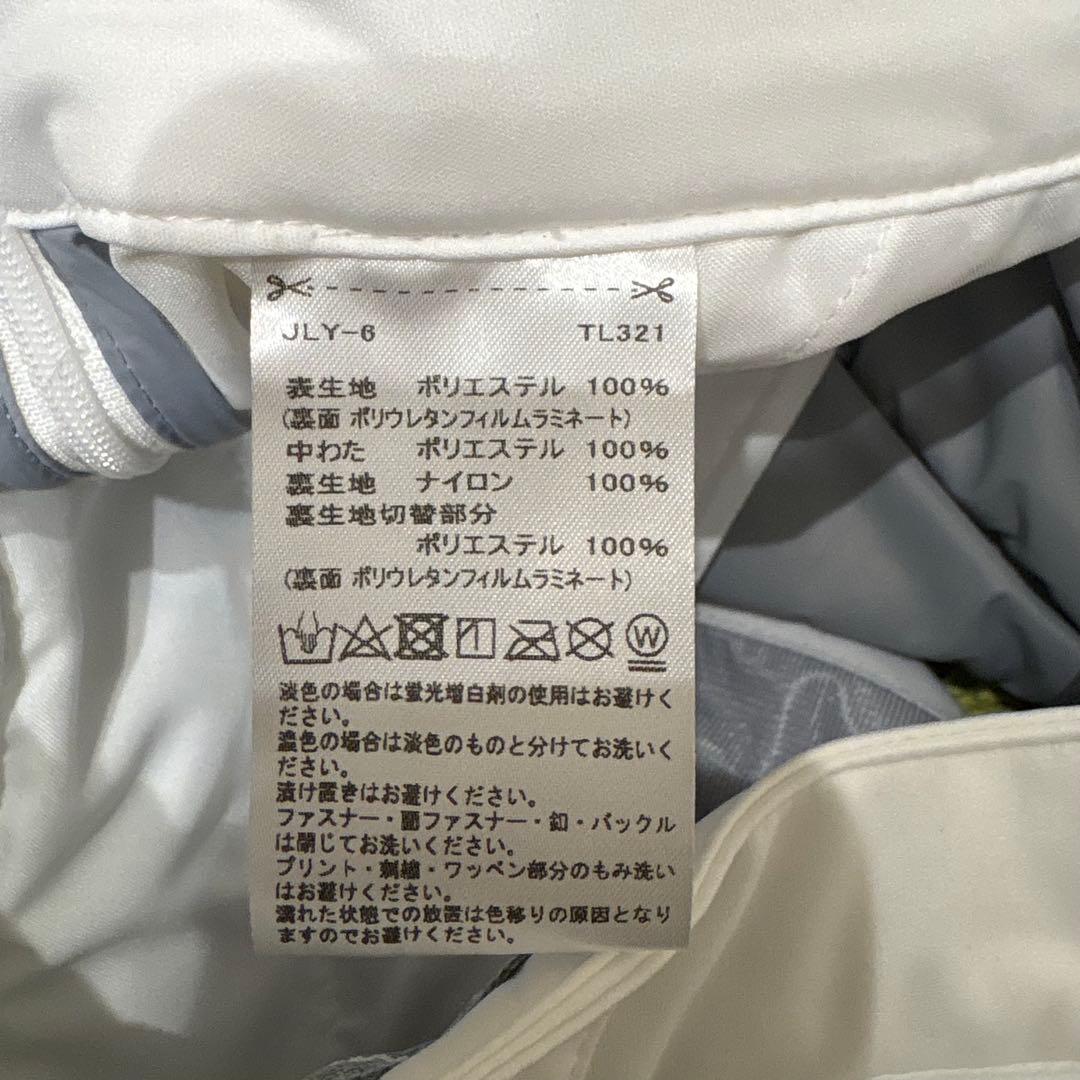 JLY-6 TL321
表生地 ポリエステル 100%
(裏面 ポリウレタンフィルムラミネート)
中わた ポリエステル 100%
裏生地 ナイロン 100%
裏生地切替部分
ポリエステル 100%
(裏面 ポリウレタンフィルムラミネート)
W
淡色の場合は蛍光増白剤の使用はお避けく
ださい。
濃色の場合は淡色のものと分けてお洗いく
ださい。
漬け置きはお避けください。
ファスナー・面ファスナー・釦・バックル
は閉じてお洗いください。
プリント・刺繍・ワッペン部分のもみ洗い
はお避けください。
濡れた状態での放置は色移りの原因となり
ますのでお避けください。